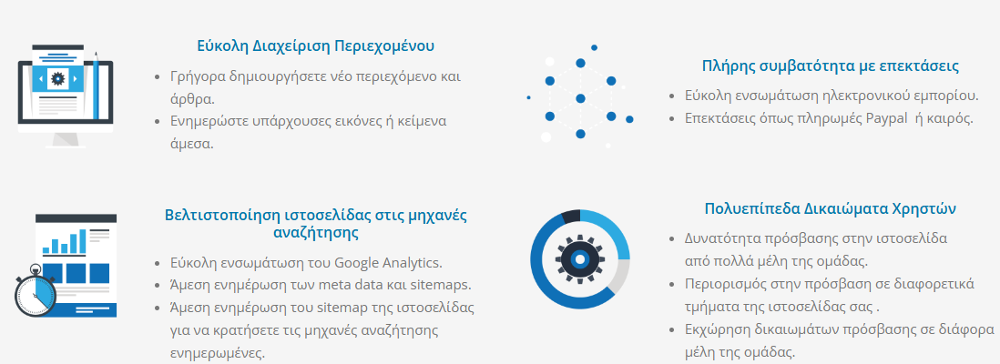 Εύκολη Διαχείριση Περιεχομένου
Γρήγορα δημιουργήσετε νέο περιεχόμενο και
άρθρα.
Ενημερώστε υπάρχουσες εικόνες ή κείμενα
άμεσα.
Πλήρης συμβατότητα με επεκτάσεις
Εύκολη ενσωμάτωση ηλεκτρονικού εμπορίου.
Επεκτάσεις όπως πληρωμές Paypal ή καιρός.
Βελτιστοποίηση ιστοσελίδας στις μηχανές
αναζήτησης
Εύκολη ενσωμάτωση του Google Analytics.
Άμεση ενημέρωση των meta data και sitemaps.
Άμεση ενημέρωση του sitemap της ιστοσελίδας
για να κρατήσετε τις μηχανές αναζήτησης
ενημερωμένες.
Πολυεπίπεδα Δικαιώματα Χρηστών
Δυνατότητα πρόσβασης στην ιστοσελίδα
από πολλά μέλη της ομάδας.
Περιορισμός στην πρόσβαση σε διαφορετικά
τμήματα της ιστοσελίδας σας .
Εκχώρηση δικαιωμάτων πρόσβασης σε διάφορα
μέλη της ομάδας.